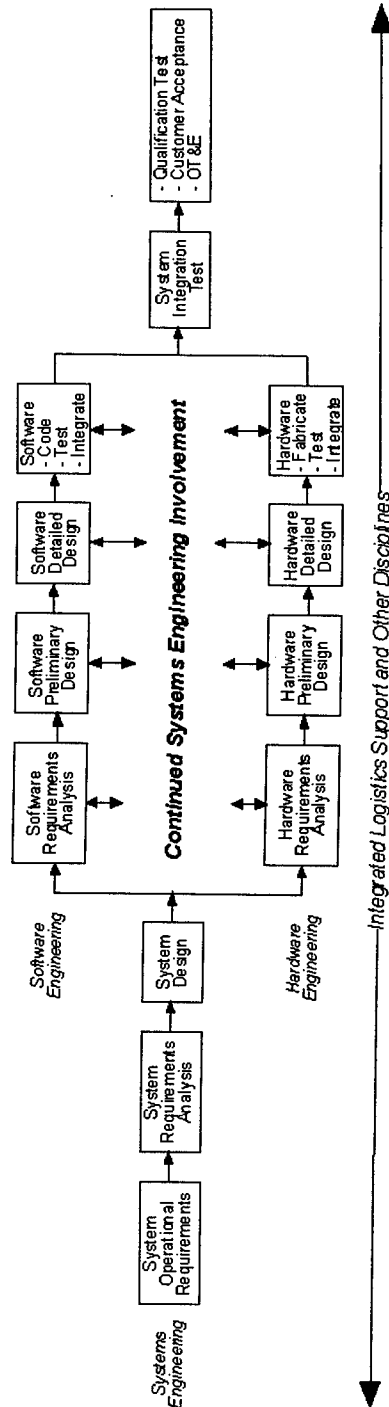 Systems
Engineering
System
Operational
Requirements
System
Requirements
Analysis
System
Design
Software
Engineering
Software
Requirements
Analysis
Software
Preliminary
Design
Software
Detailed
Design
Software
- Code
- Test
- Integrate
Continued Systems Engineering Involvement
Hardware
Engineering
Hardware
Requirements
Analysis
Hardware
Preliminary
Design
Hardware
Detailed
Design
Hardware
- Fabricate
- Test
- Integrate
System
Integration
Test
- Qualification Test
- Customer Acceptance
- OT&E
Integrated Logistics Support and Other Disciplines